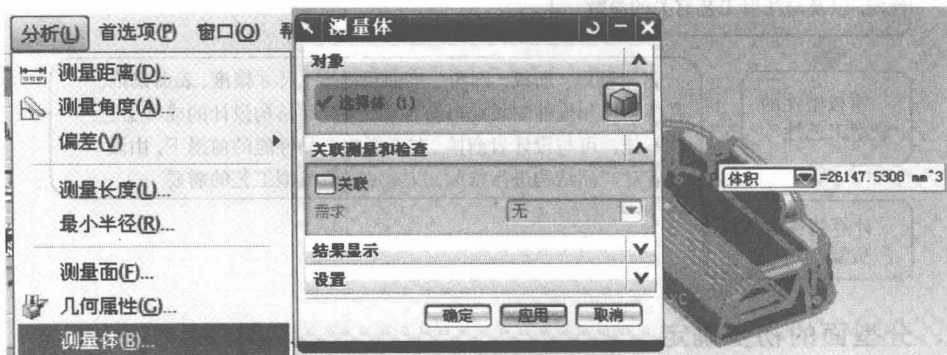 分析(L) 首选项(P) 窗口(O)
测量距离(D)...
测量角度(A)...
偏差(V)
测量长度(L)...
最小半径(R)...
测量面(F)...
几何属性(G)...
测量体(B)...
测量体
对象
选择体 (1)
关联测量和检查
关联
需求 无
结果显示
设置
确定 应用 取消
体积 =26147.5308 mm^3
XC